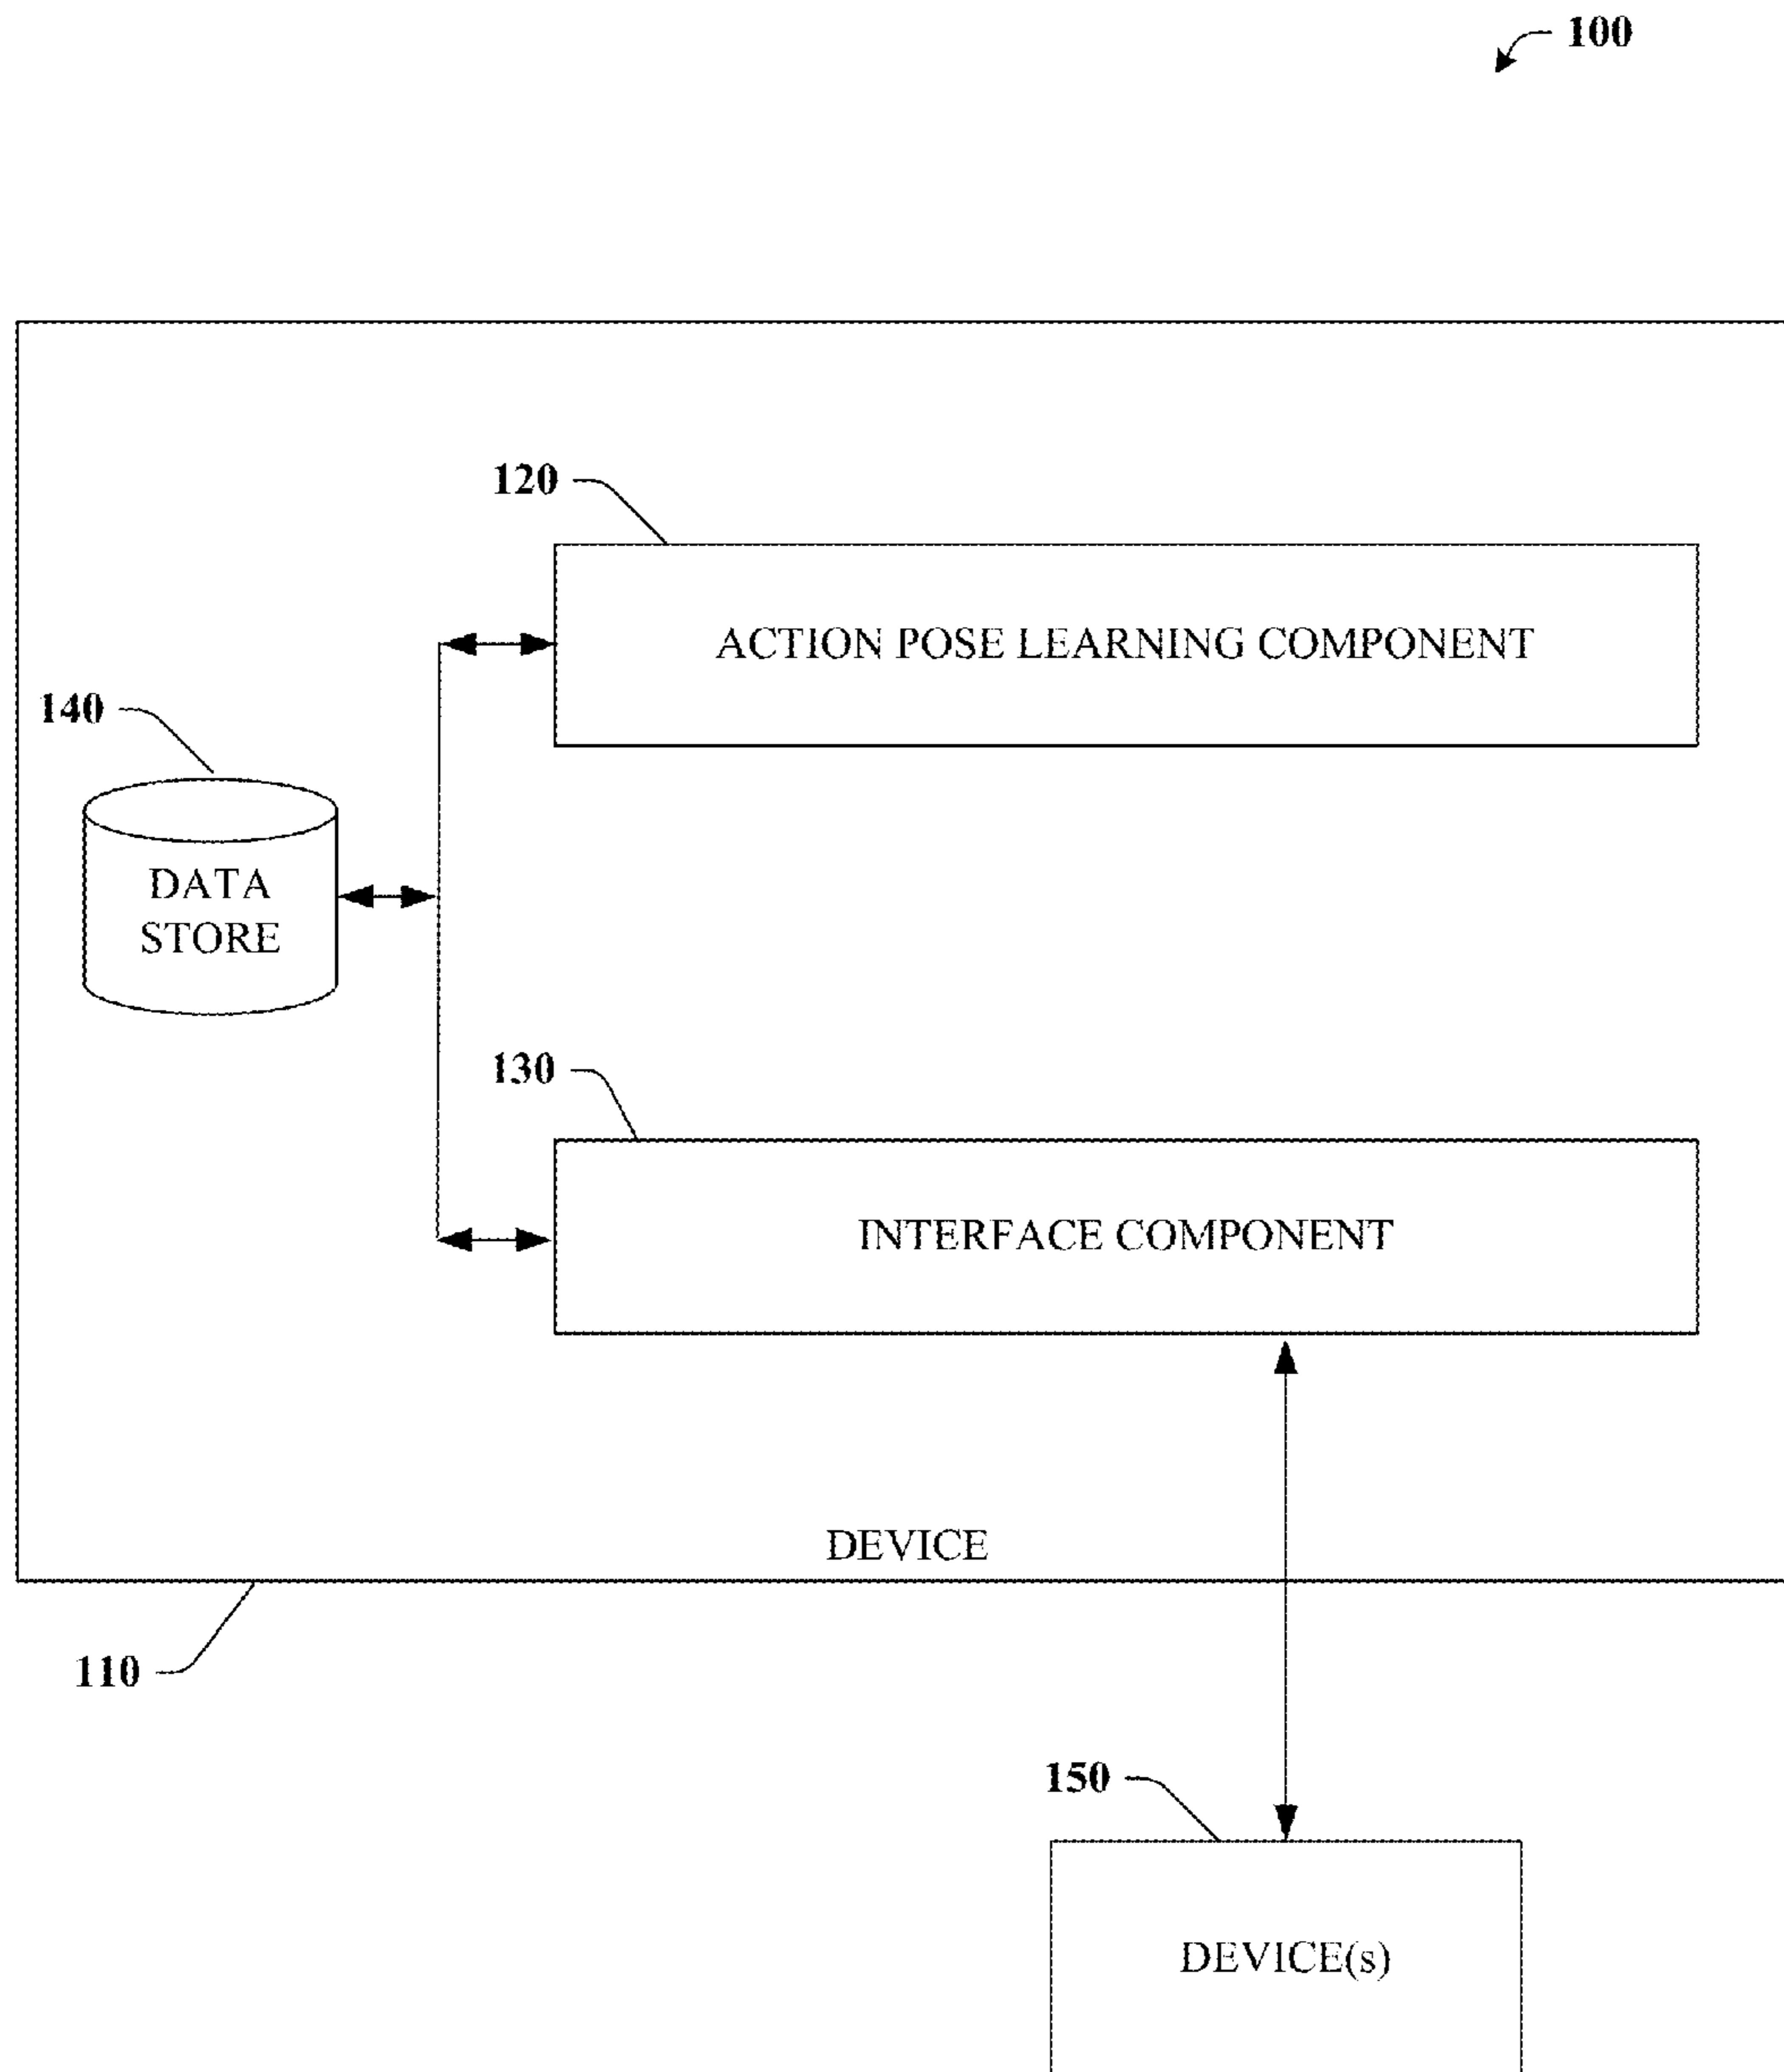 100
120
ACTION POSE LEARNING COMPONENT
140
DATA
STORE
130
INTERFACE COMPONENT
DEVICE
110
150
DEVICE(s)